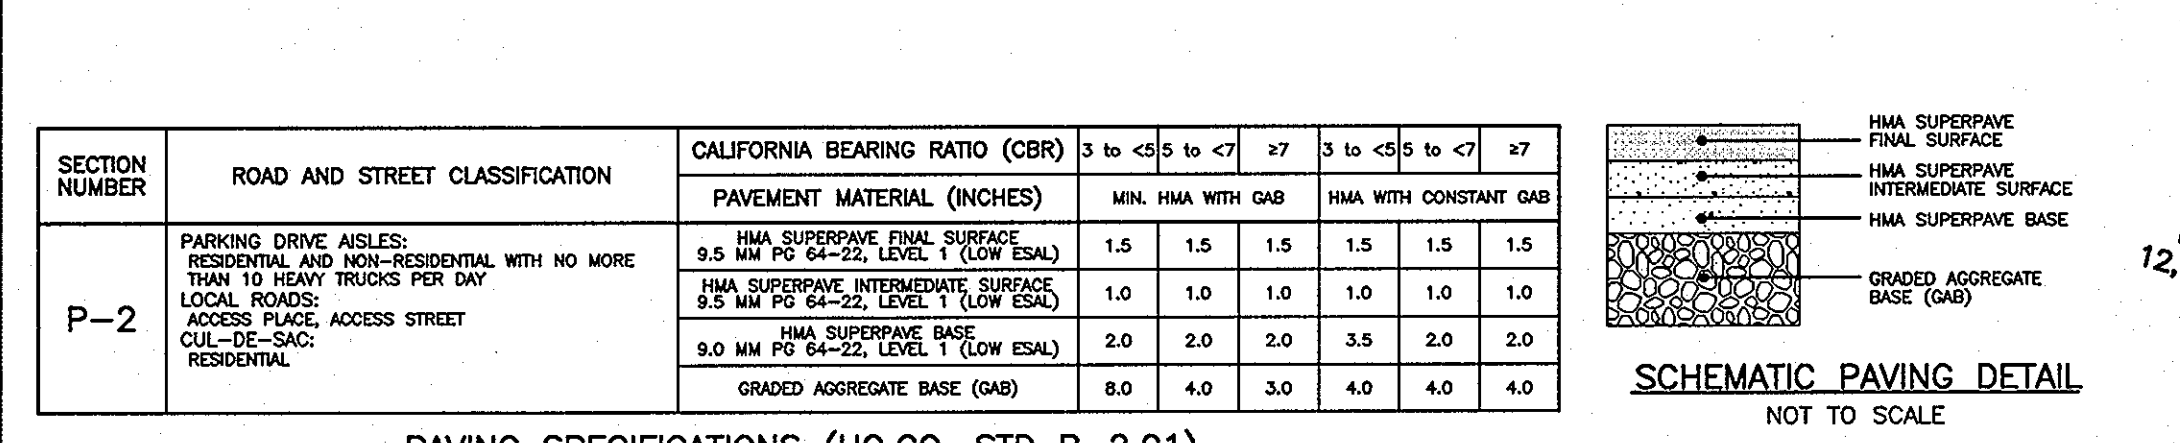 SECTION
NUMBER
ROAD AND STREET CLASSIFICATION
CALIFORNIA BEARING RATIO (CBR) 3 to <5 5 to <7 ≥7 3 to <5 5 to <7 ≥7
PAVEMENT MATERIAL (INCHES) MIN. HMA WITH GAB HMA WITH CONSTANT GAB
P-2
PARKING DRIVE AISLES:
RESIDENTIAL AND NON-RESIDENTIAL WITH NO MORE
THAN 10 HEAVY TRUCKS PER DAY
LOCAL ROADS:
ACCESS PLACE, ACCESS STREET
CUL-DE-SAC:
RESIDENTIAL
HMA SUPERPAVE FINAL SURFACE
9.5 MM PG 64-22, LEVEL 1 (LOW ESAL)
1.5 1.5 1.5 1.5 1.5 1.5
HMA SUPERPAVE INTERMEDIATE SURFACE
9.5 MM PG 64-22, LEVEL 1 (LOW ESAL)
1.0 1.0 1.0 1.0 1.0 1.0
HMA SUPERPAVE BASE
9.0 MM PG 64-22, LEVEL 1 (LOW ESAL)
2.0 2.0 2.0 3.5 2.0 2.0
GRADED AGGREGATE BASE (GAB) 8.0 4.0 3.0 4.0 4.0 4.0
HMA SUPERPAVE
FINAL SURFACE
HMA SUPERPAVE
INTERMEDIATE SURFACE
HMA SUPERPAVE BASE
GRADED AGGREGATE
BASE (GAB)
SCHEMATIC PAVING DETAIL
NOT TO SCALE
12,
PAVING SPECIFICATIONS